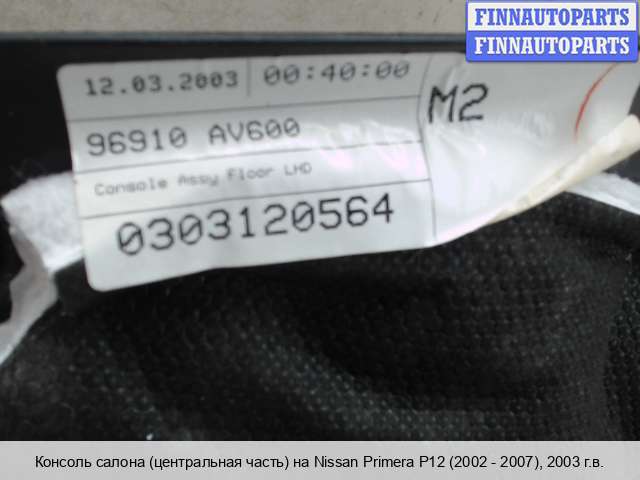 FINNAUTOPARTS
FINNAUTOPARTS
12.03.2003 00:40:00
96910 AV600
M2
Console Assy Floor LHD
0303120564
Консоль салона (центральная часть) на Nissan Primera P12 (2002 - 2007), 2003 г.в.